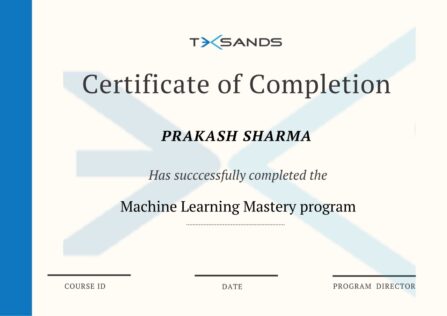 TXSANDS
Certificate of Completion
PRAKASH SHARMA
Has succcessfully completed the
Machine Learning Mastery program
COURSE ID
DATE
PROGRAM DIRECTOR